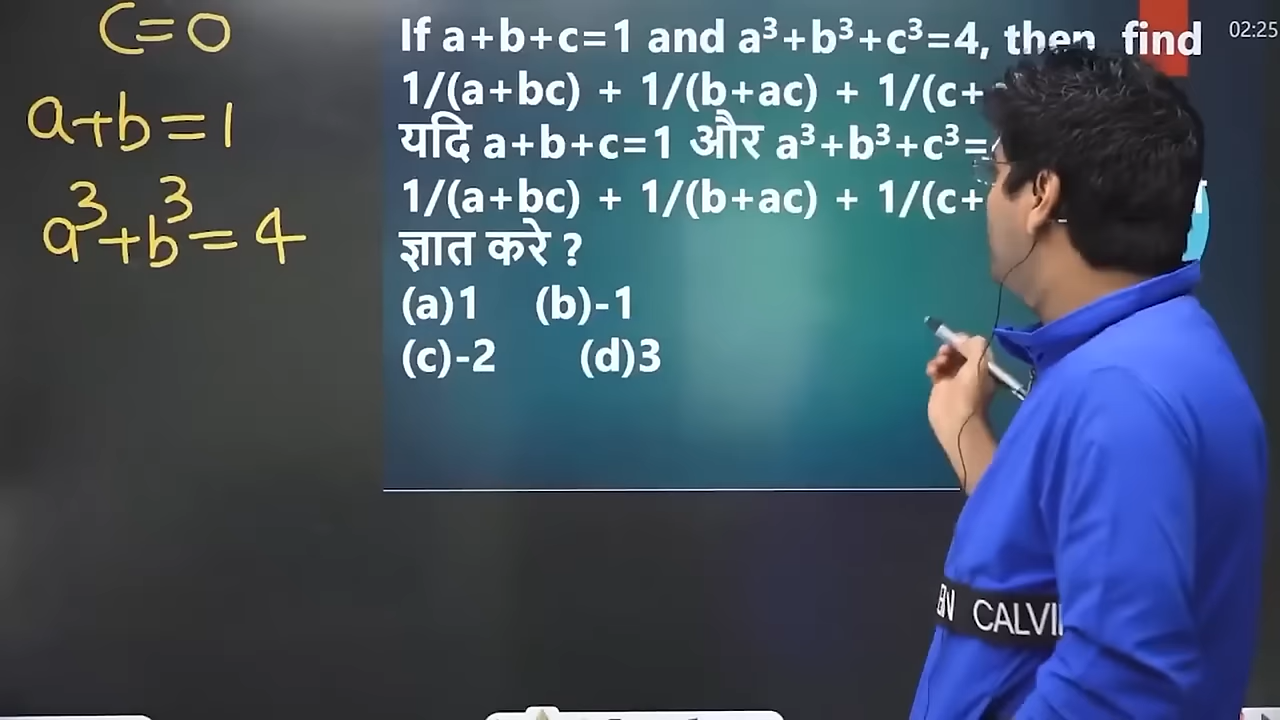 C=0
a+b=1
a³+b³=4
If a+b+c=1 and a³+b³+c³=4, then find
1/(a+bc) + 1/(b+ac) + 1/(c+
यदि a+b+c=1 और a³+b³+c³=
1/(a+bc) + 1/(b+ac) + 1/(c+
ज्ञात करे ?
(a)1 (b)-1
(c)-2 (d)3
02:25
CALVI